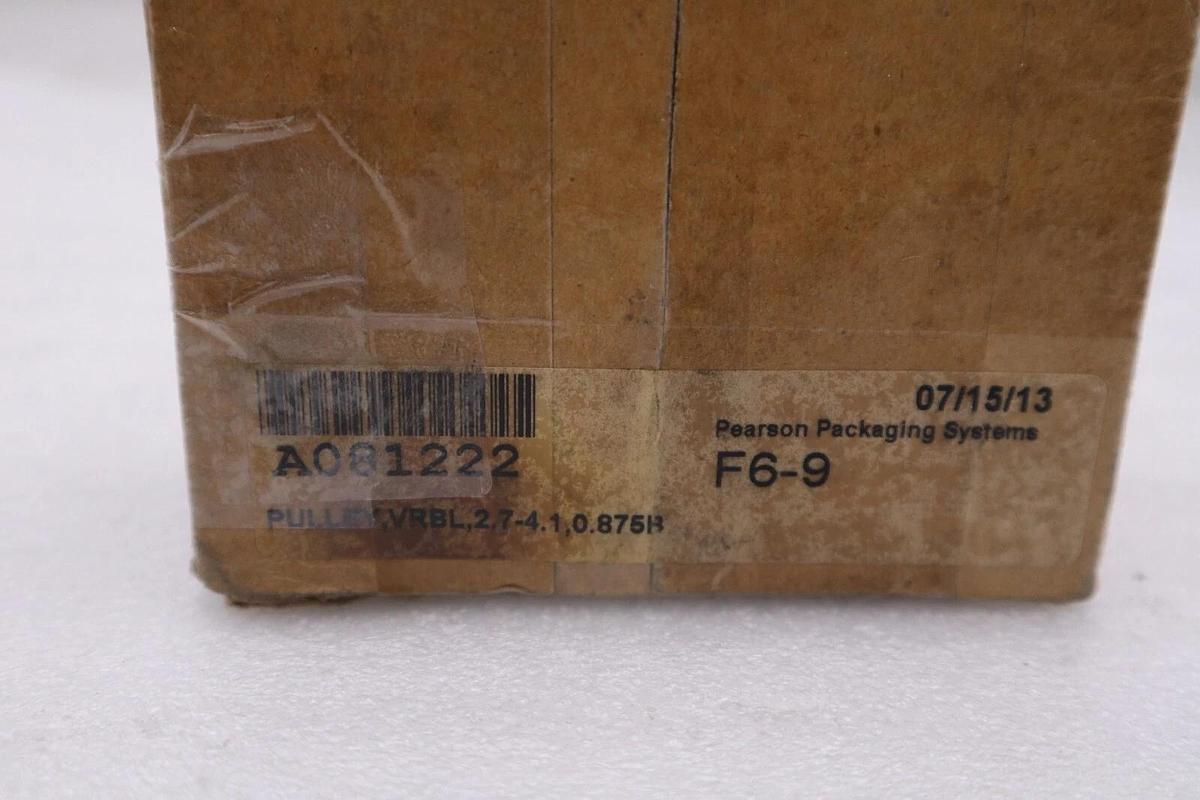 07/15/13
Pearson Packaging Systems
A081222
F6-9
PULLEY,VRBL,2.7-4.1,0.875B